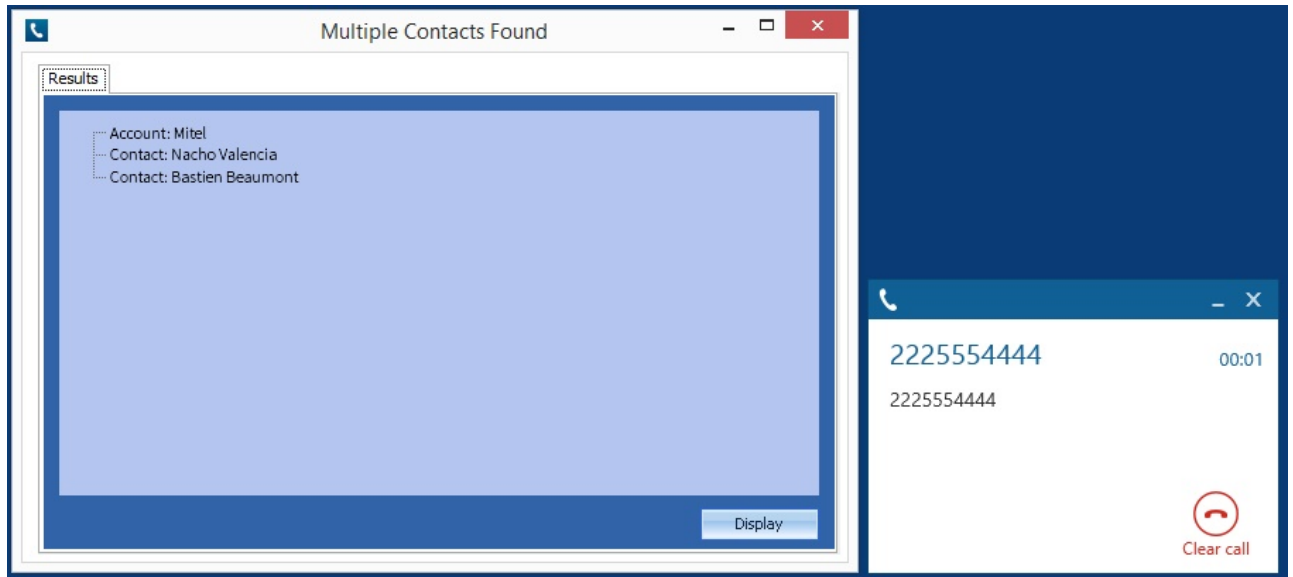 Multiple Contacts Found
Results
Account: Mitel
Contact: Nacho Valencia
Contact: Bastien Beaumont
Display
2225554444 00:01
2225554444
Clear call